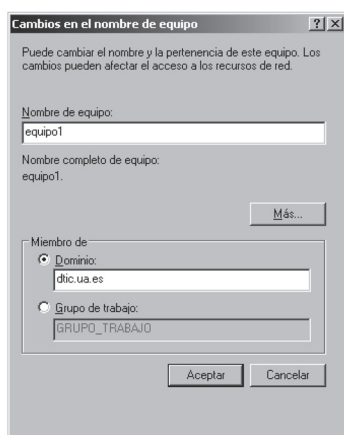 Cambios en el nombre de equipo
Puede cambiar el nombre y la pertenencia de este equipo. Los
cambios pueden afectar el acceso a los recursos de red.
Nombre de equipo:
equipo1
Nombre completo de equipo:
equipo1.
Más...
Miembro de
Dominio:
dtic.ua.es
Grupo de trabajo:
GRUPO_TRABAJO
Aceptar Cancelar